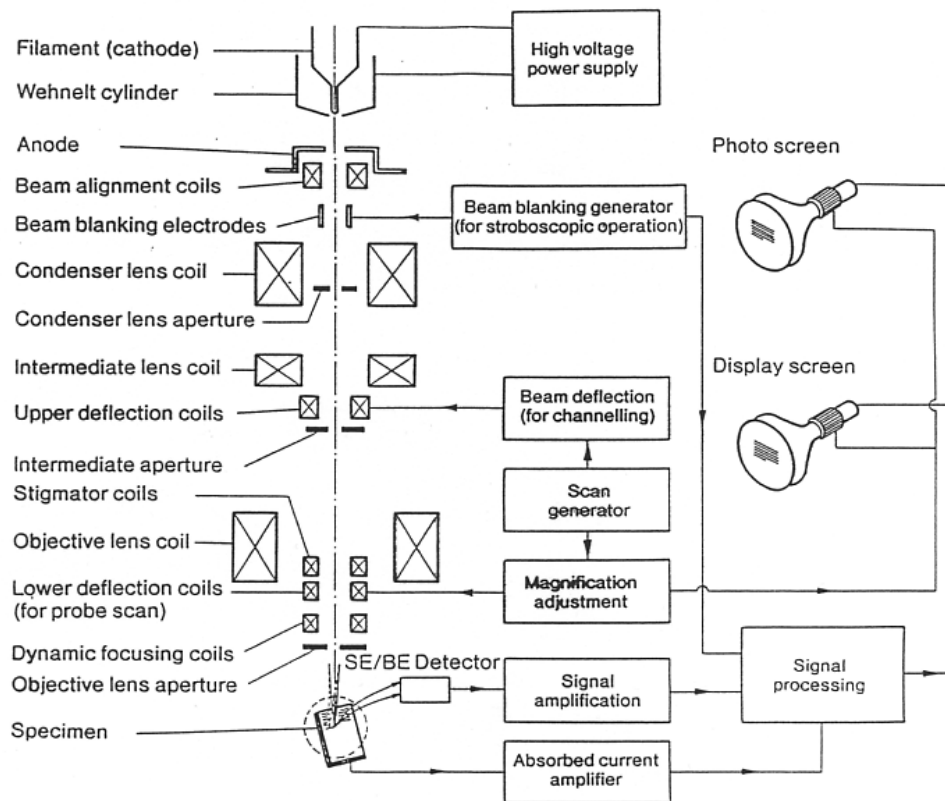 Filament (cathode)
Wehnelt cylinder
High voltage
power supply
Anode
Beam alignment coils
Beam blanking electrodes
Beam blanking generator
(for stroboscopic operation)
Photo screen
Condenser lens coil
Condenser lens aperture
Intermediate lens coil
Upper deflection coils
Beam deflection
(for channelling)
Display screen
Intermediate aperture
Stigmator coils
Scan
generator
Objective lens coil
Lower deflection coils
(for probe scan)
Magnification
adjustment
Dynamic focusing coils
Objective lens aperture
SE/BE Detector
Signal
amplification
Signal
processing
Specimen
Absorbed current
amplifier